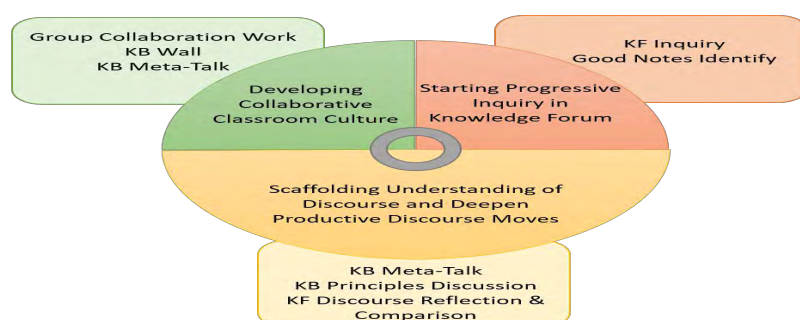 Group Collaboration Work
KB Wall
KB Meta-Talk
KF Inquiry
Good Notes Identify
Developing
Collaborative
Classroom Culture
Starting Progressive
Inquiry in
Knowledge Forum
Scaffolding Understanding of
Discourse and Deepen
Productive Discourse Moves
KB Meta-Talk
KB Principles Discussion
KF Discourse Reflection &
Comparison